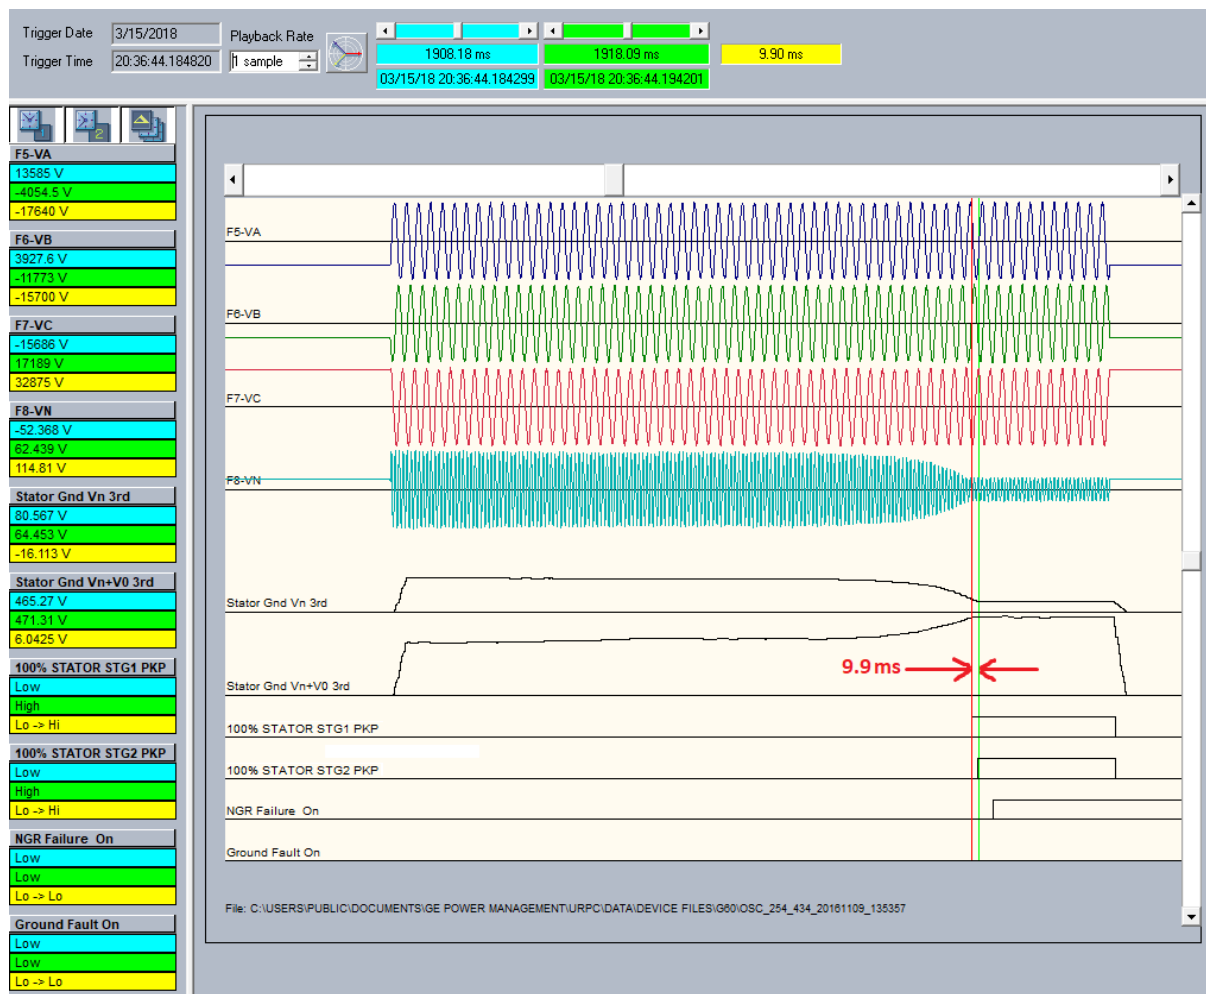 Trigger Date 3/15/2018 Playback Rate
Trigger Time 20:36:44.184820 1 sample
1908.18 ms 1918.09 ms 9.90 ms
03/15/18 20:36:44.184299 03/15/18 20:36:44.194201
1
2
F5-VA
13585 V
-4054.5 V
-17640 V
F6-VB
3927.6 V
-11773 V
-15700 V
F7-VC
-15686 V
17189 V
32875 V
F8-VN
-52.368 V
62.439 V
114.81 V
Stator Gnd Vn 3rd
80.567 V
64.453 V
-16.113 V
Stator Gnd Vn+V0 3rd
465.27 V
471.31 V
6.0425 V
100% STATOR STG1 PKP
Low
High
Lo -> Hi
100% STATOR STG2 PKP
Low
High
Lo -> Hi
NGR Failure On
Low
Low
Lo -> Lo
Ground Fault On
Low
Low
Lo -> Lo
F5-VA
F6-VB
F7-VC
F8-VN
Stator Gnd Vn 3rd
9.9 ms
Stator Gnd Vn+V0 3rd
100% STATOR STG1 PKP
100% STATOR STG2 PKP
NGR Failure On
Ground Fault On
File: C:\USERS\PUBLIC\DOCUMENTS\GE POWER MANAGEMENT\URPC\DATA\DEVICE FILES\G60\OSC_254_434_20161109_135357